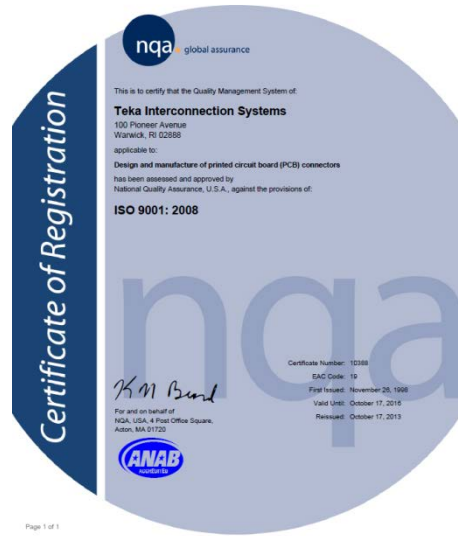 nqa. global assurance
Certificate of Registration
This is to certify that the Quality Management System of:
Teka Interconnection Systems
100 Pioneer Avenue
Warwick, RI 02888
applicable to:
Design and manufacture of printed circuit board (PCB) connectors
has been assessed and approved by
National Quality Assurance, U.S.A., against the provisions of:
ISO 9001: 2008
nqa
Certificate Number: 10388
EAC Code: 19
First Issued: November 26, 1998
Valid Until: October 17, 2016
Reissued: October 17, 2013
For and on behalf of
NQA, USA, 4 Post Office Square,
Acton, MA 01720
ANAB
Page 1 of 1